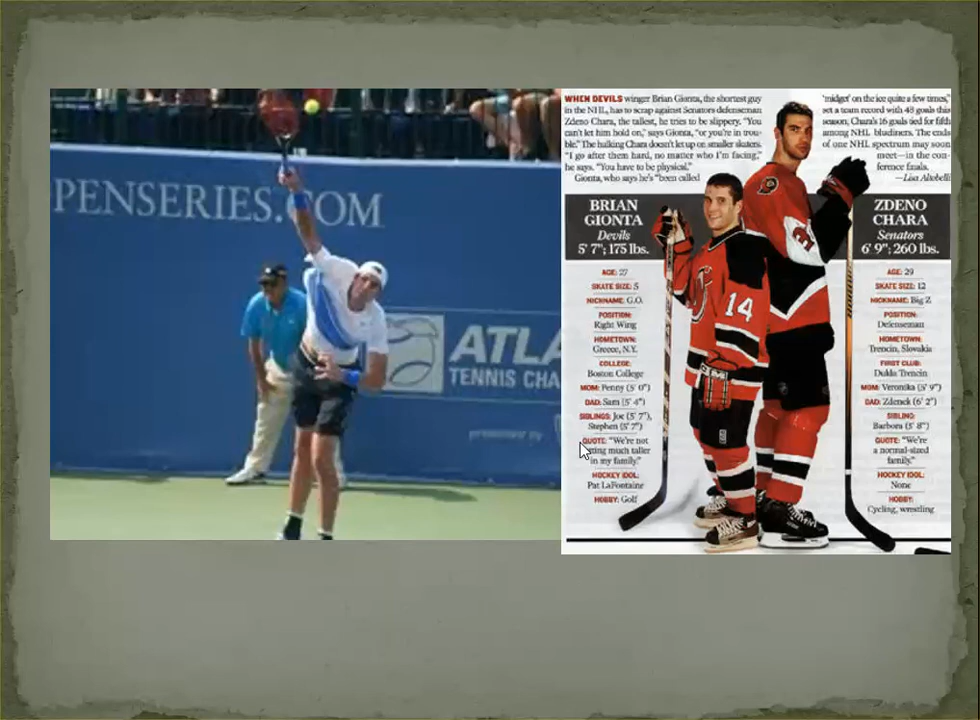 PENSERIES.COM
ATLA
TENNIS CHA
presented by
WHEN DEVILS winger Brian Gionta, the shortest guy
in the NHL, has to scrap against Senators defenseman
Zdeno Chara, the tallest, he tries to be slippery. "You
can't let him hold on," says Gionta, "or you're in trou-
ble." The hulking Chara doesn't let up on smaller skaters.
"I go after them hard, no matter who I'm facing,"
he says. "You have to be physical."
Gionta, who says he's "been called
'midget' on the ice quite a few times,"
set a team record with 48 goals this
season, Chara's 16 goals tied for fifth
among NHL blueliners. The ends
of one NHL spectrum may soon
meet—in the con-
ference finals.
—Lisa Altobelli
BRIAN
GIONTA
Devils
5' 7"; 175 lbs.
AGE: 27
SKATE SIZE: 5
NICKNAME: G.O.
POSITION:
Right Wing
HOMETOWN:
Greece, N.Y.
COLLEGE:
Boston College
MOM: Penny (5' 0")
DAD: Sam (5' 4")
SIBLINGS: Joe (5' 7"),
Stephen (5' 7")
QUOTE: "We're not
tting much taller
in my family."
HOCKEY IDOL:
Pat LaFontaine
HOBBY: Golf
14
ZDENO
CHARA
Senators
6' 9"; 260 lbs.
AGE: 29
SKATE SIZE: 12
NICKNAME: Big Z
POSITION:
Defenseman
HOMETOWN:
Trencin, Slovakia
FIRST CLUB:
Dukla Trencin
MOM: Veronika (5' 9")
DAD: Zdenek (6' 2")
SIBLING:
Barbora (5' 8")
QUOTE: "We're
a normal-sized
family."
HOCKEY IDOL:
None
HOBBY:
Cycling, wrestling